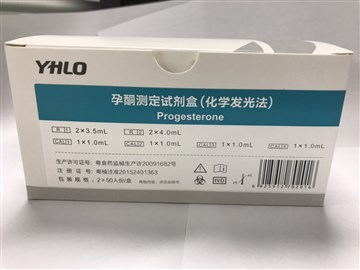 YHLO
孕酮测定试剂盒(化学发光法)
Progesterone
R1 2×3.5mL R2 2×4.0mL
CAL1 1×1.0mL CAL2 1×1.0mL CAL3 1×1.0mL CAL4 1×1.0mL
生产许可证号:粤食药监械生产许20091682号
注册证号:粤械注准20152401363
包装规格:2×50人份/盒
IVD